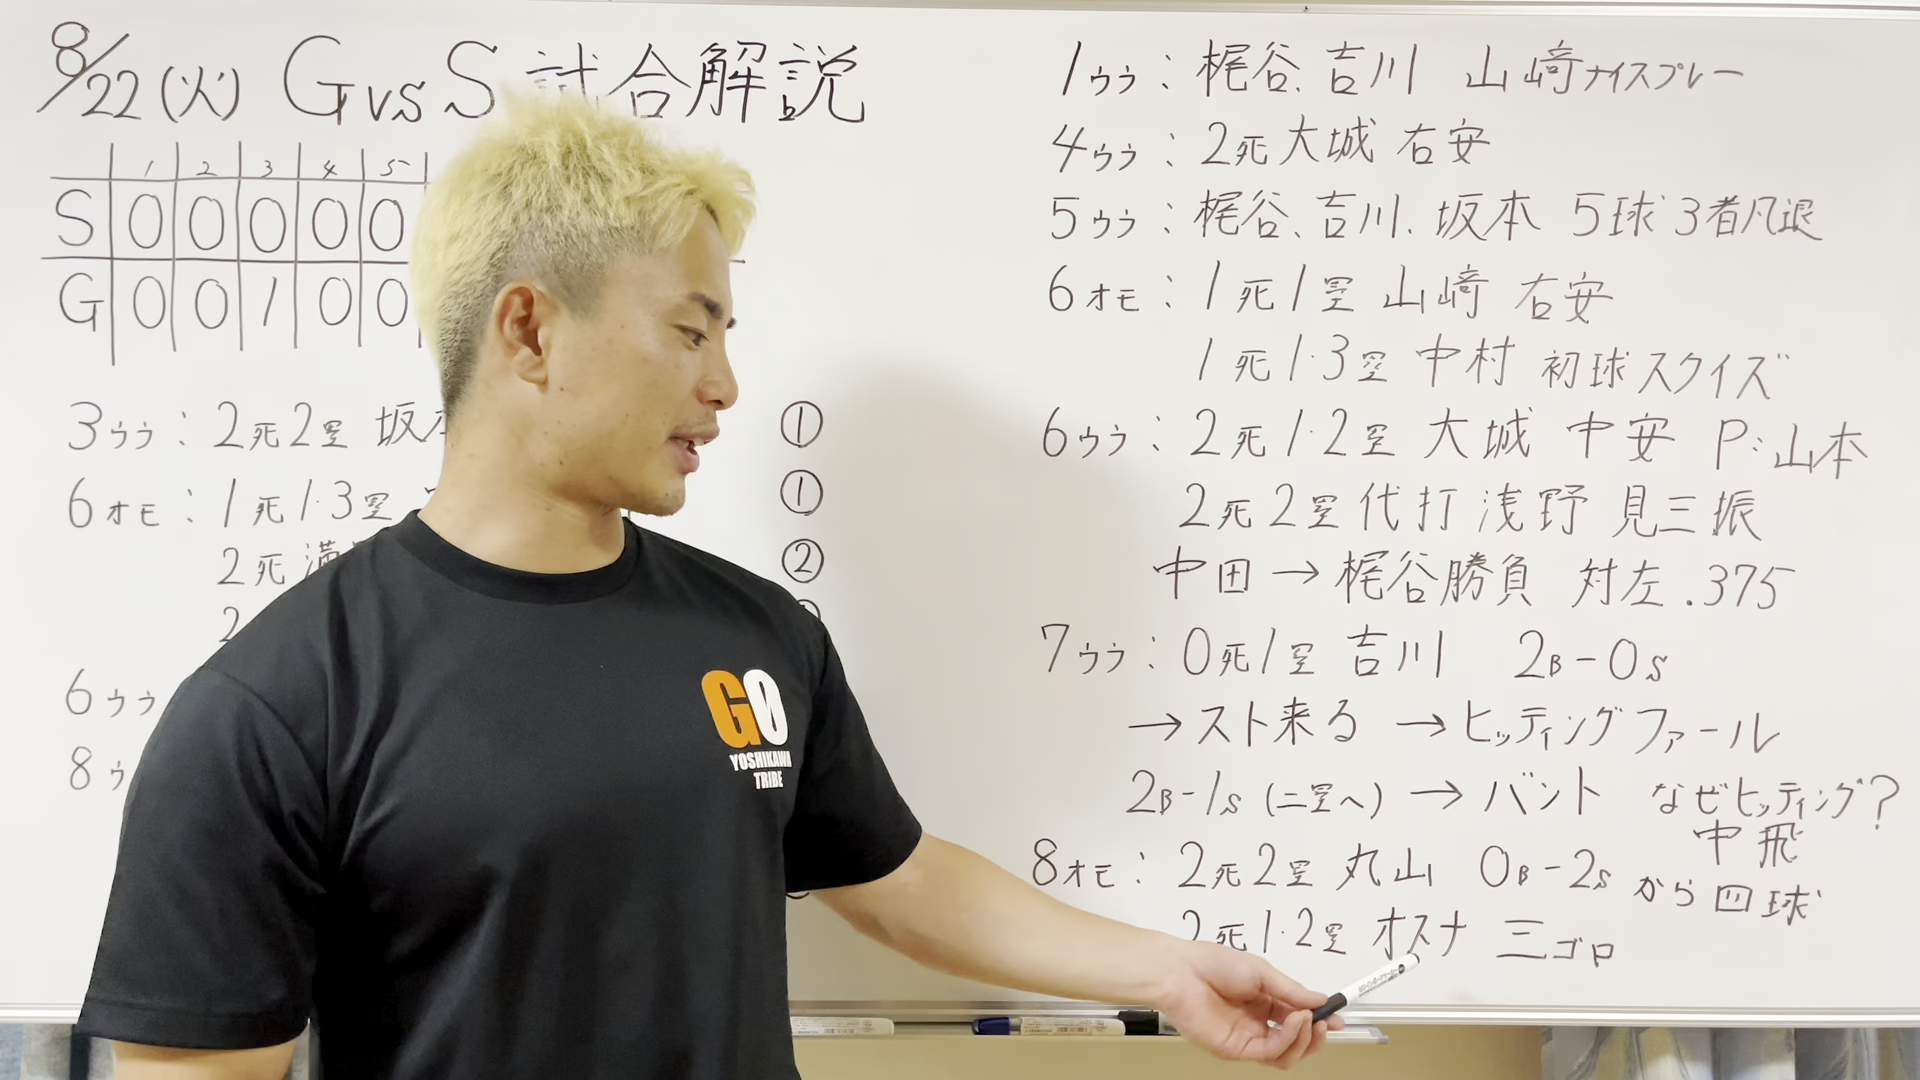 8/22(火) G vs S 試合解説
1 2 3 4 5
S 0 0 0 0 0
G 0 0 1 0 0
3ウラ：2死2塁 坂 ①
6オモ：1死1・3塁 ①
2死満 ②
2
6ウラ
8ウ
1ウラ：梶谷、吉川 山﨑ナイスプレー
4ウラ：2死大城 右安
5ウラ：梶谷、吉川、坂本 5球3者凡退
6オモ：1死1塁 山﨑 右安
1死1・3塁 中村 初球スクイズ
6ウラ：2死1・2塁 大城 中安 P:山本
2死2塁代打 浅野 見三振
中田→梶谷勝負 対左.375
7ウラ：0死1塁 吉川 2B-0S
→スト来る →ヒッティングファール
2B-1S (二塁へ) →バント なぜヒッティング?
中飛
8オモ：2死2塁 丸山 0B-2S から四球
2死1・2塁 オスナ 三ゴロ
G0
YOSHIKAWA
TRIBE